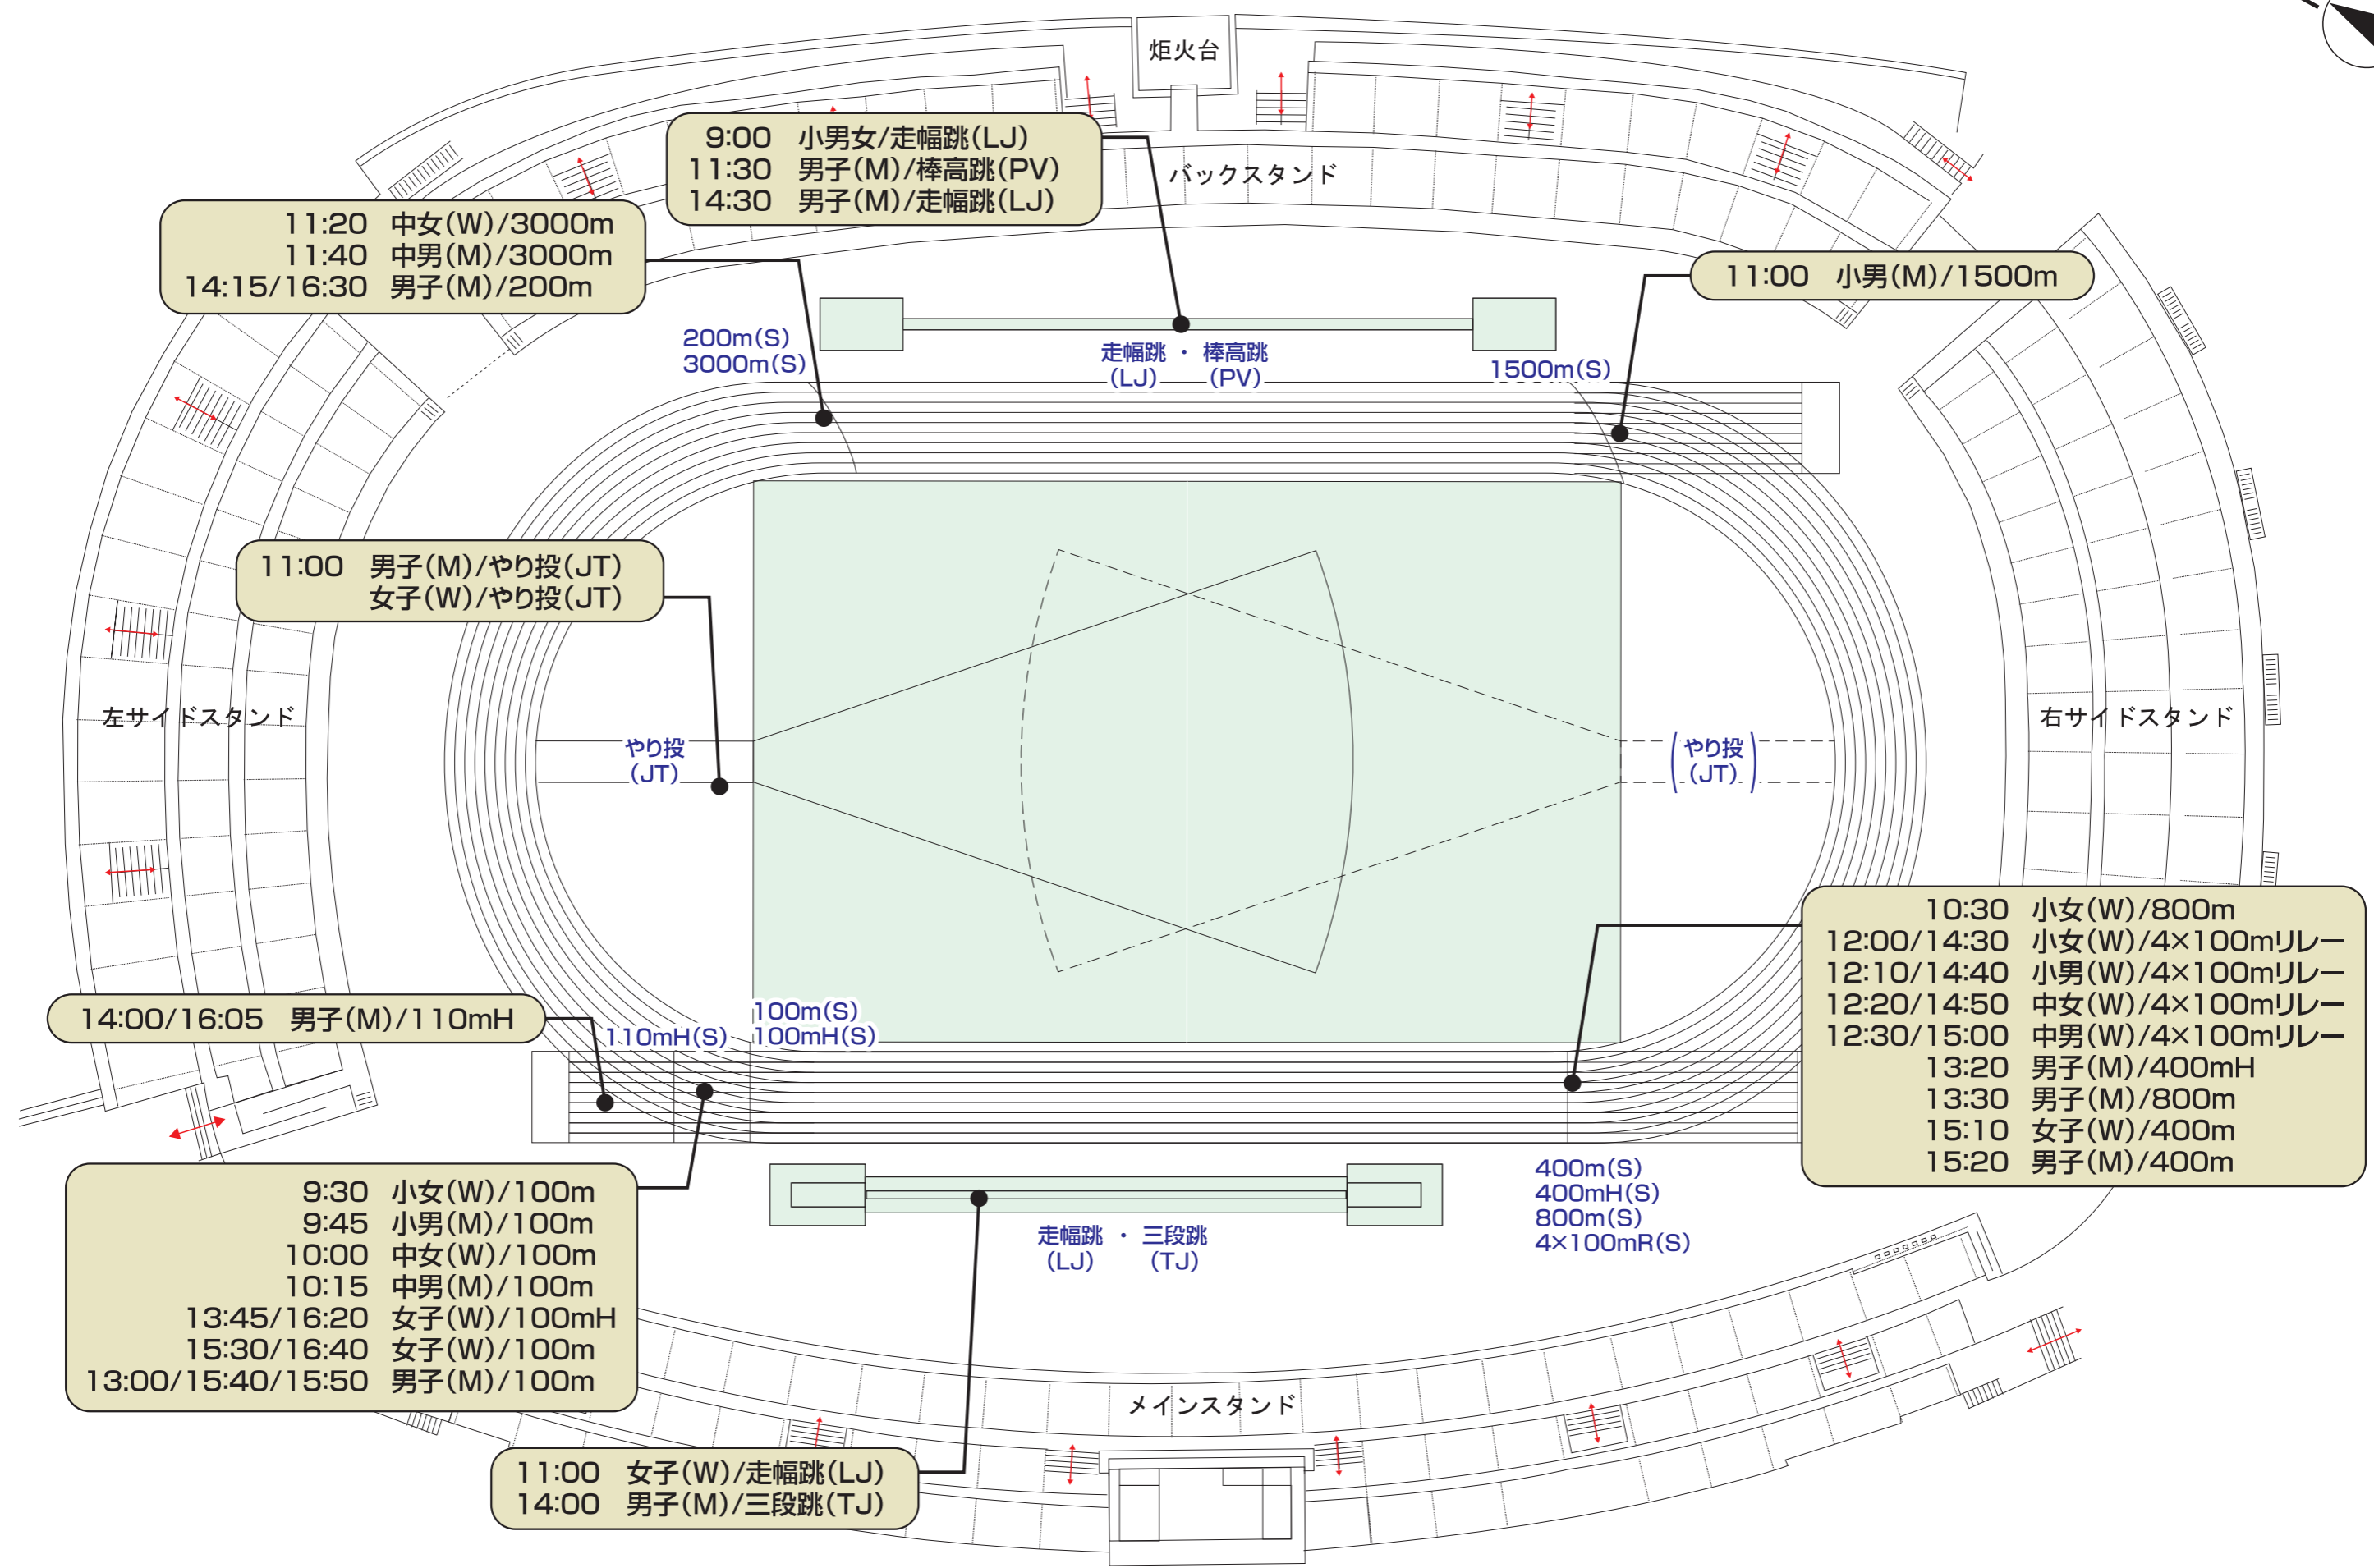 炬火台
9:00 小男女/走幅跳(LJ)
11:30 男子(M)/棒高跳(PV)
14:30 男子(M)/走幅跳(LJ)
バックスタンド
11:20 中女(W)/3000m
11:40 中男(M)/3000m
14:15/16:30 男子(M)/200m
11:00 小男(M)/1500m
200m(S)
3000m(S)
走幅跳 ・ 棒高跳
(LJ) (PV)
1500m(S)
11:00 男子(M)/やり投(JT)
女子(W)/やり投(JT)
左サイドスタンド
右サイドスタンド
やり投
(JT)
(やり投
(JT))
10:30 小女(W)/800m
12:00/14:30 小女(W)/4×100mリレー
12:10/14:40 小男(W)/4×100mリレー
12:20/14:50 中女(W)/4×100mリレー
12:30/15:00 中男(W)/4×100mリレー
13:20 男子(M)/400mH
13:30 男子(M)/800m
15:10 女子(W)/400m
15:20 男子(M)/400m
14:00/16:05 男子(M)/110mH
110mH(S)
100m(S)
100mH(S)
9:30 小女(W)/100m
9:45 小男(M)/100m
10:00 中女(W)/100m
10:15 中男(M)/100m
13:45/16:20 女子(W)/100mH
15:30/16:40 女子(W)/100m
13:00/15:40/15:50 男子(M)/100m
走幅跳 ・ 三段跳
(LJ) (TJ)
400m(S)
400mH(S)
800m(S)
4×100mR(S)
メインスタンド
11:00 女子(W)/走幅跳(LJ)
14:00 男子(M)/三段跳(TJ)